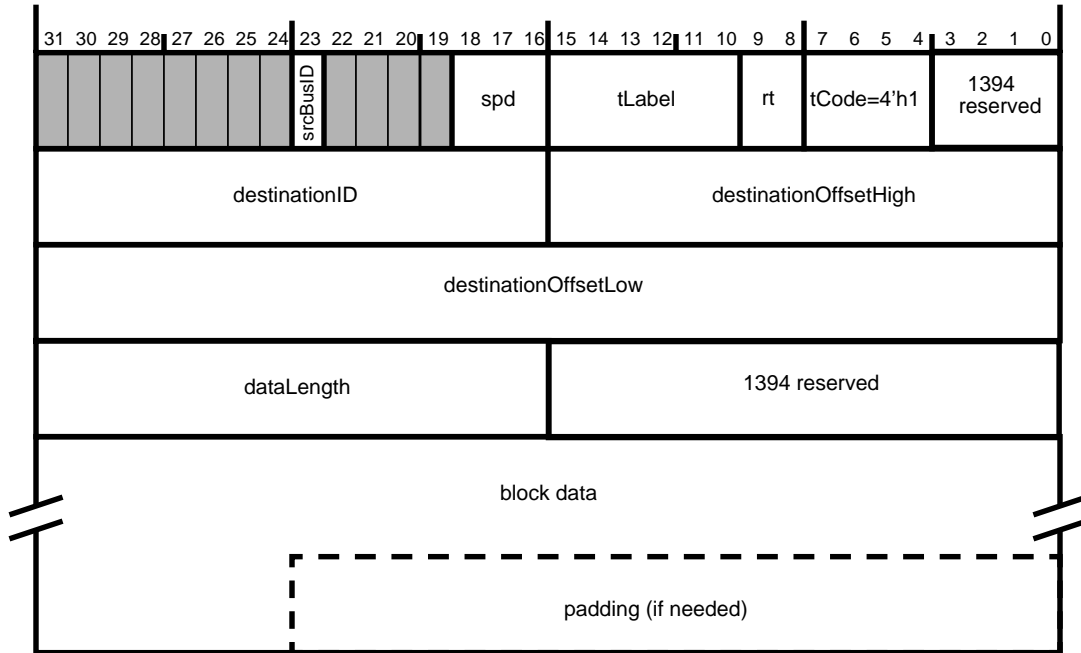 31 30 29 28 27 26 25 24 23 22 21 20 19 18 17 16 15 14 13 12 11 10 9 8 7 6 5 4 3 2 1 0
srcBusID spd tLabel rt tCode=4’h1 1394
reserved
destinationID destinationOffsetHigh
destinationOffsetLow
dataLength 1394 reserved
block data
padding (if needed)